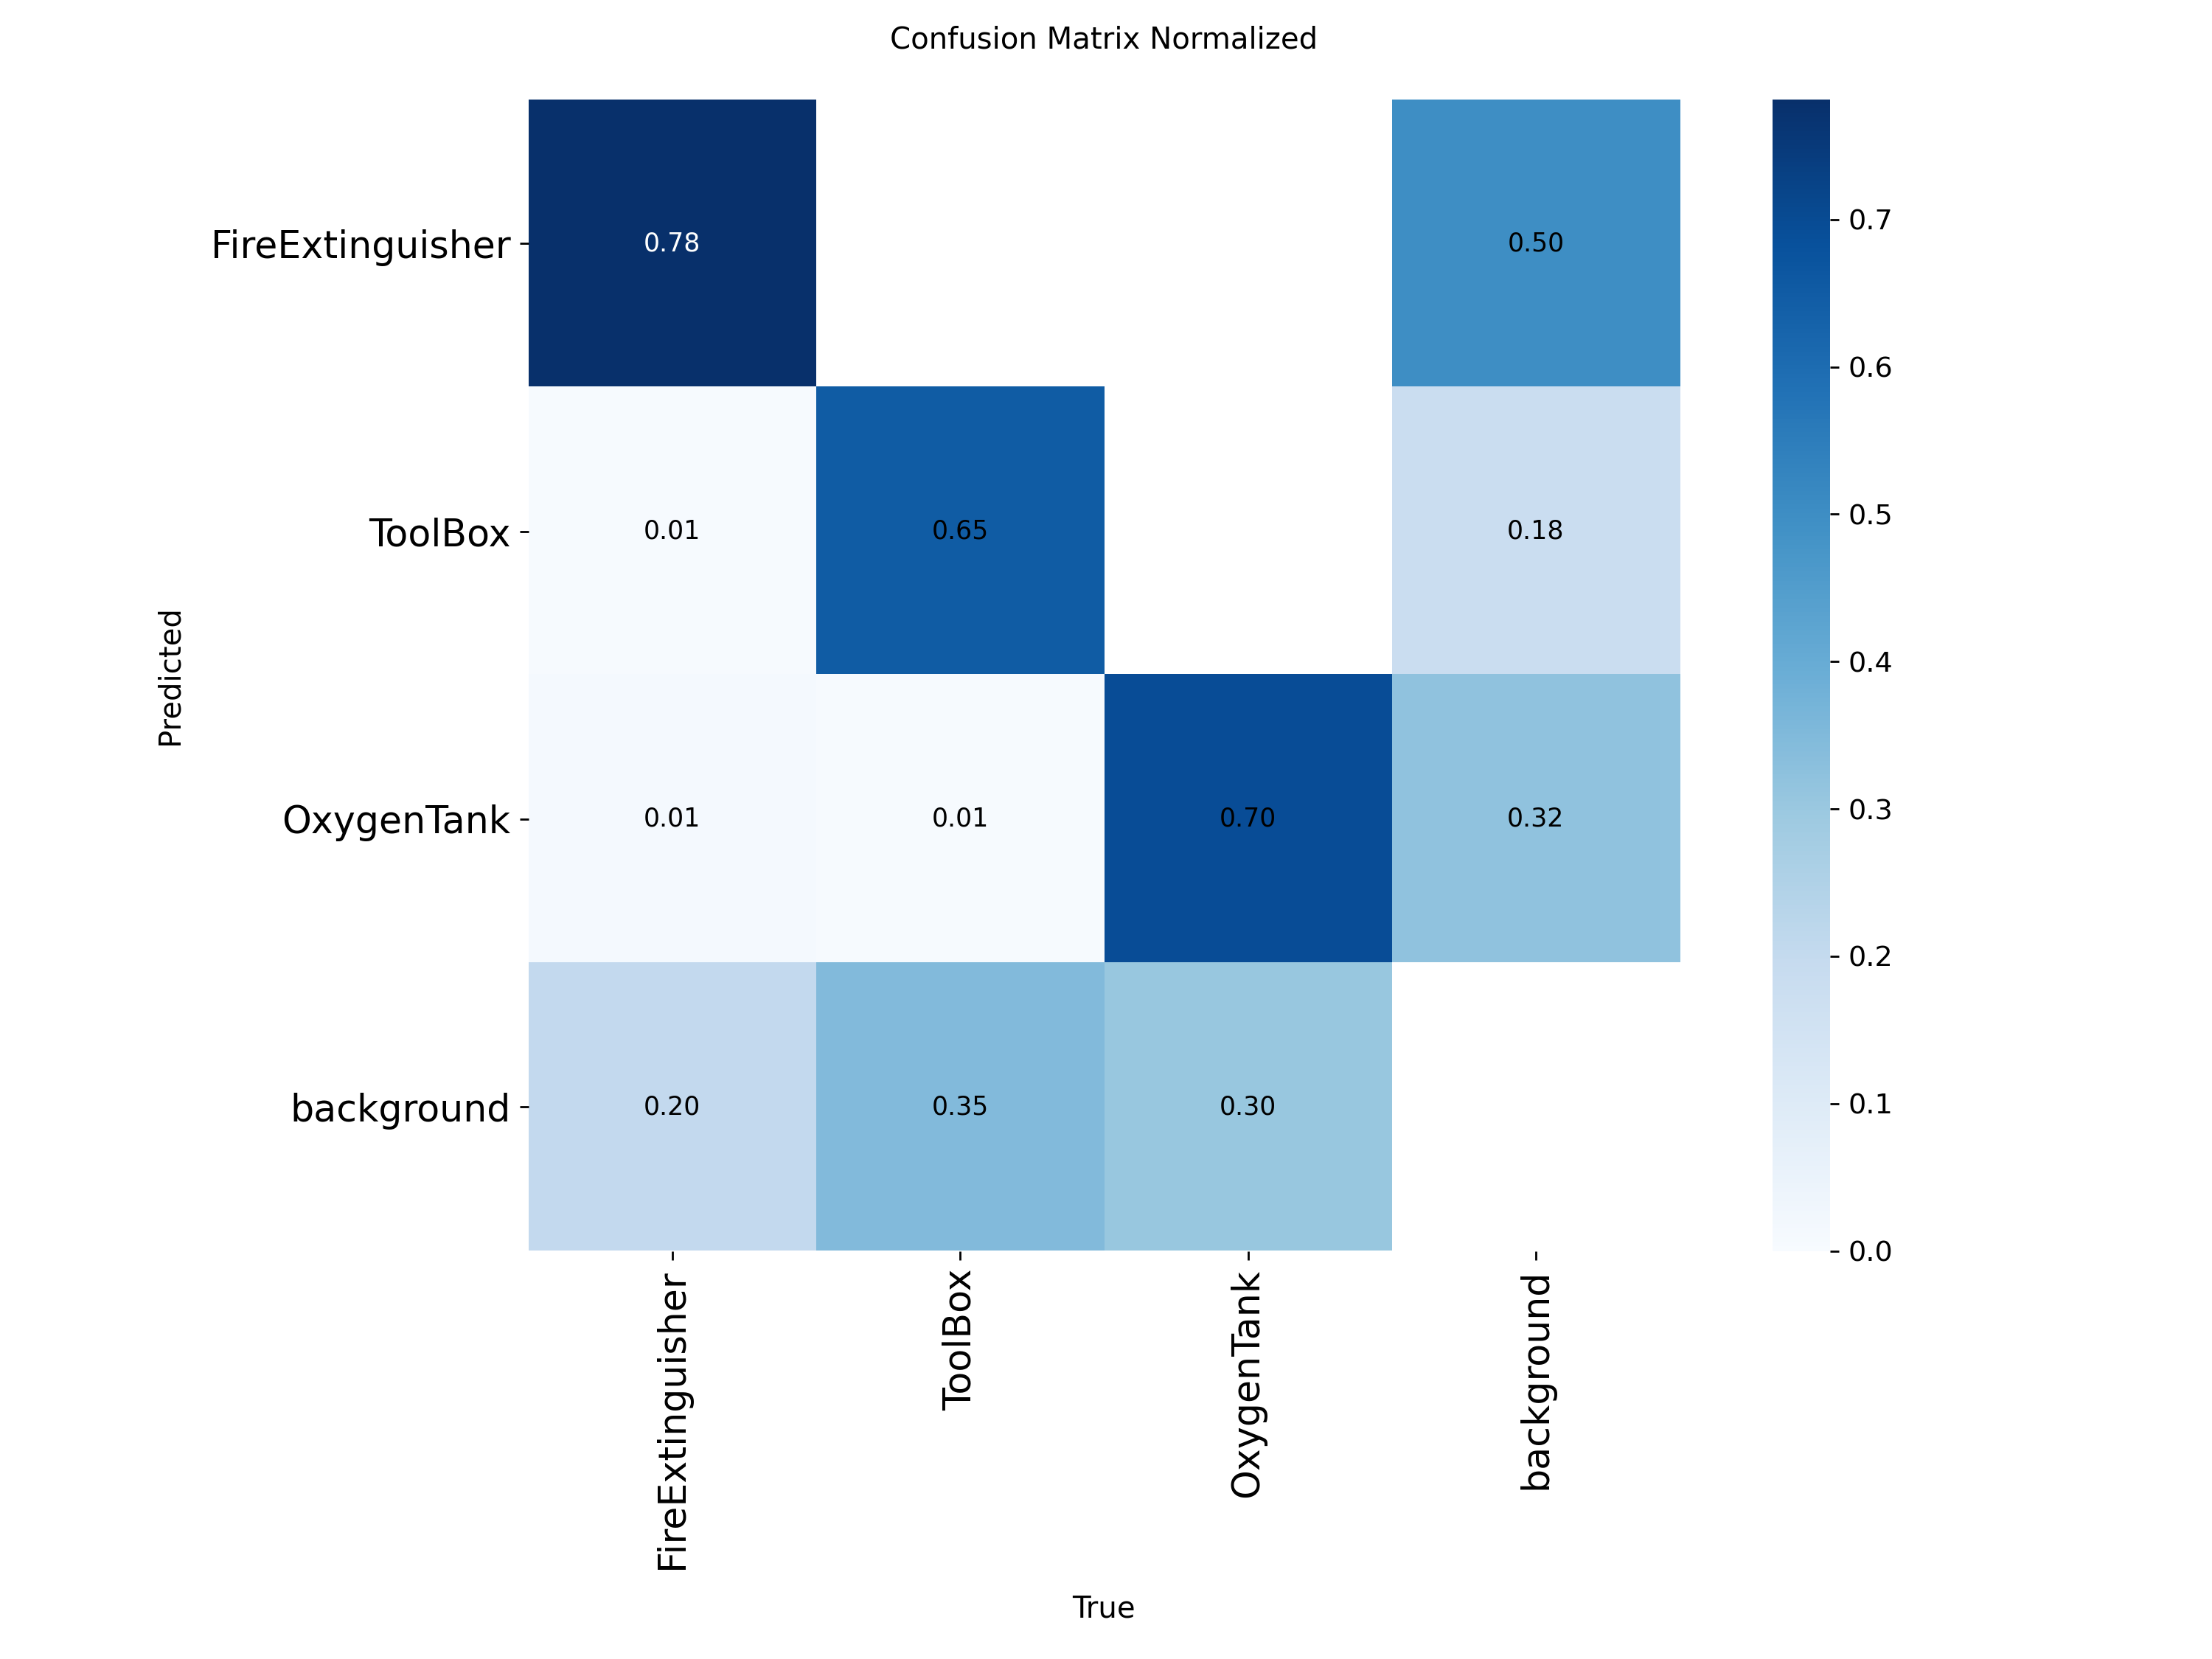 Confusion Matrix Normalized
FireExtinguisher
0.78
0.50
0.7
0.6
ToolBox
0.01
0.65
0.18
0.5
0.4
Predicted
OxygenTank
0.01
0.01
0.70
0.32
0.3
0.2
background
0.20
0.35
0.30
0.1
0.0
FireExtinguisher
ToolBox
OxygenTank
background
True